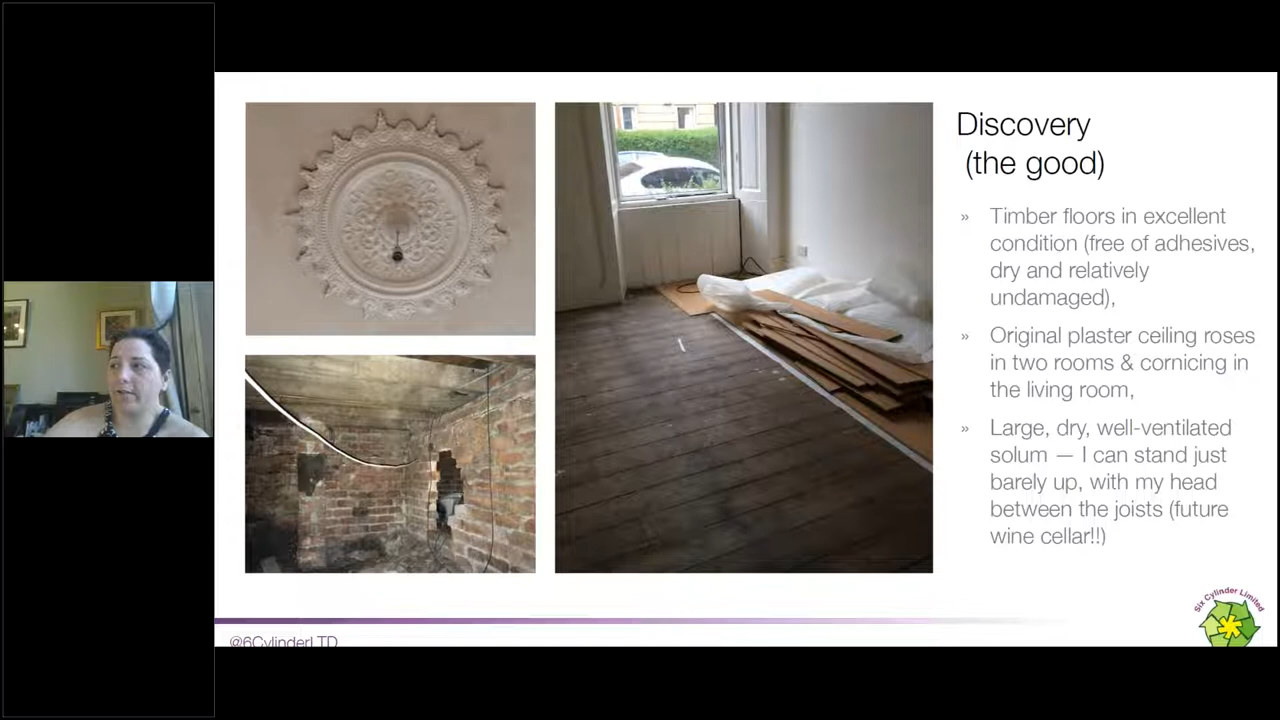 Discovery
(the good)
» Timber floors in excellent
condition (free of adhesives,
dry and relatively
undamaged),
» Original plaster ceiling roses
in two rooms & cornicing in
the living room,
» Large, dry, well-ventilated
solum — I can stand just
barely up, with my head
between the joists (future
wine cellar!!)
Six Cylinder Limited
@6CylinderLTD